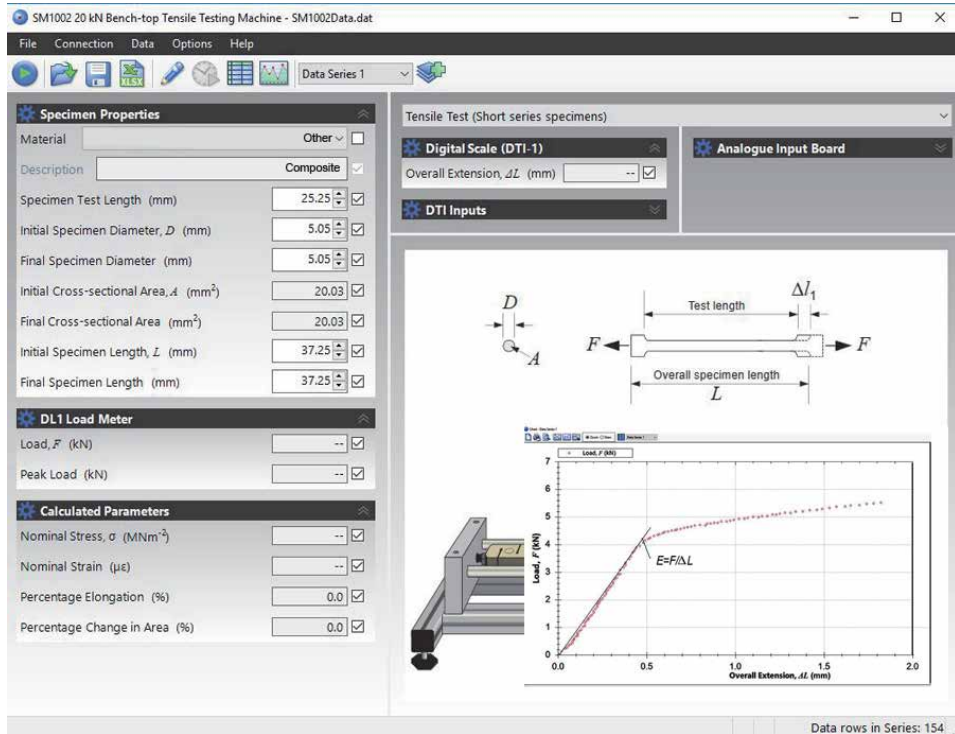 SM1002 20 kN Bench-top Tensile Testing Machine - SM1002Data.dat
File Connection Data Options Help
XLSX Data Series 1
Specimen Properties
Material Other
Description Composite
Specimen Test Length (mm) 25.25
Initial Specimen Diameter, D (mm) 5.05
Final Specimen Diameter (mm) 5.05
Initial Cross-sectional Area, A (mm²) 20.03
Final Cross-sectional Area (mm²) 20.03
Initial Specimen Length, L (mm) 37.25
Final Specimen Length (mm) 37.25
DL1 Load Meter
Load, F (kN) --
Peak Load (kN) --
Calculated Parameters
Nominal Stress, σ (MNm⁻²) --
Nominal Strain (με) --
Percentage Elongation (%) 0.0
Percentage Change in Area (%) 0.0
Tensile Test (Short series specimens)
Digital Scale (DTI-1)
Overall Extension, ΔL (mm) --
DTI Inputs
Analogue Input Board
D
A
Test length
Δl₁
F
F
Overall specimen length
L
Load, F (kN)
7
6
5
4
3
2
1
0
Load, F (kN)
E=F/ΔL
0.0 0.5 1.0 1.5 2.0
Overall Extension, ΔL (mm)
Data rows in Series: 154